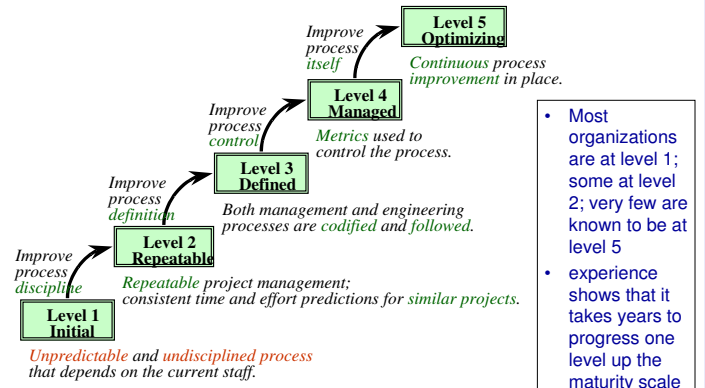 Level 5
Optimizing
Improve
process
itself
Continuous process
improvement in place.
Level 4
Managed
Improve
process
control
Metrics used to
control the process.
Level 3
Defined
Improve
process
definition
Both management and engineering
processes are codified and followed.
Level 2
Repeatable
Improve
process
discipline
Repeatable project management;
consistent time and effort predictions for similar projects.
Level 1
Initial
Unpredictable and undisciplined process
that depends on the current staff.
• Most
organizations
are at level 1;
some at level
2; very few are
known to be at
level 5
• experience
shows that it
takes years to
progress one
level up the
maturity scale